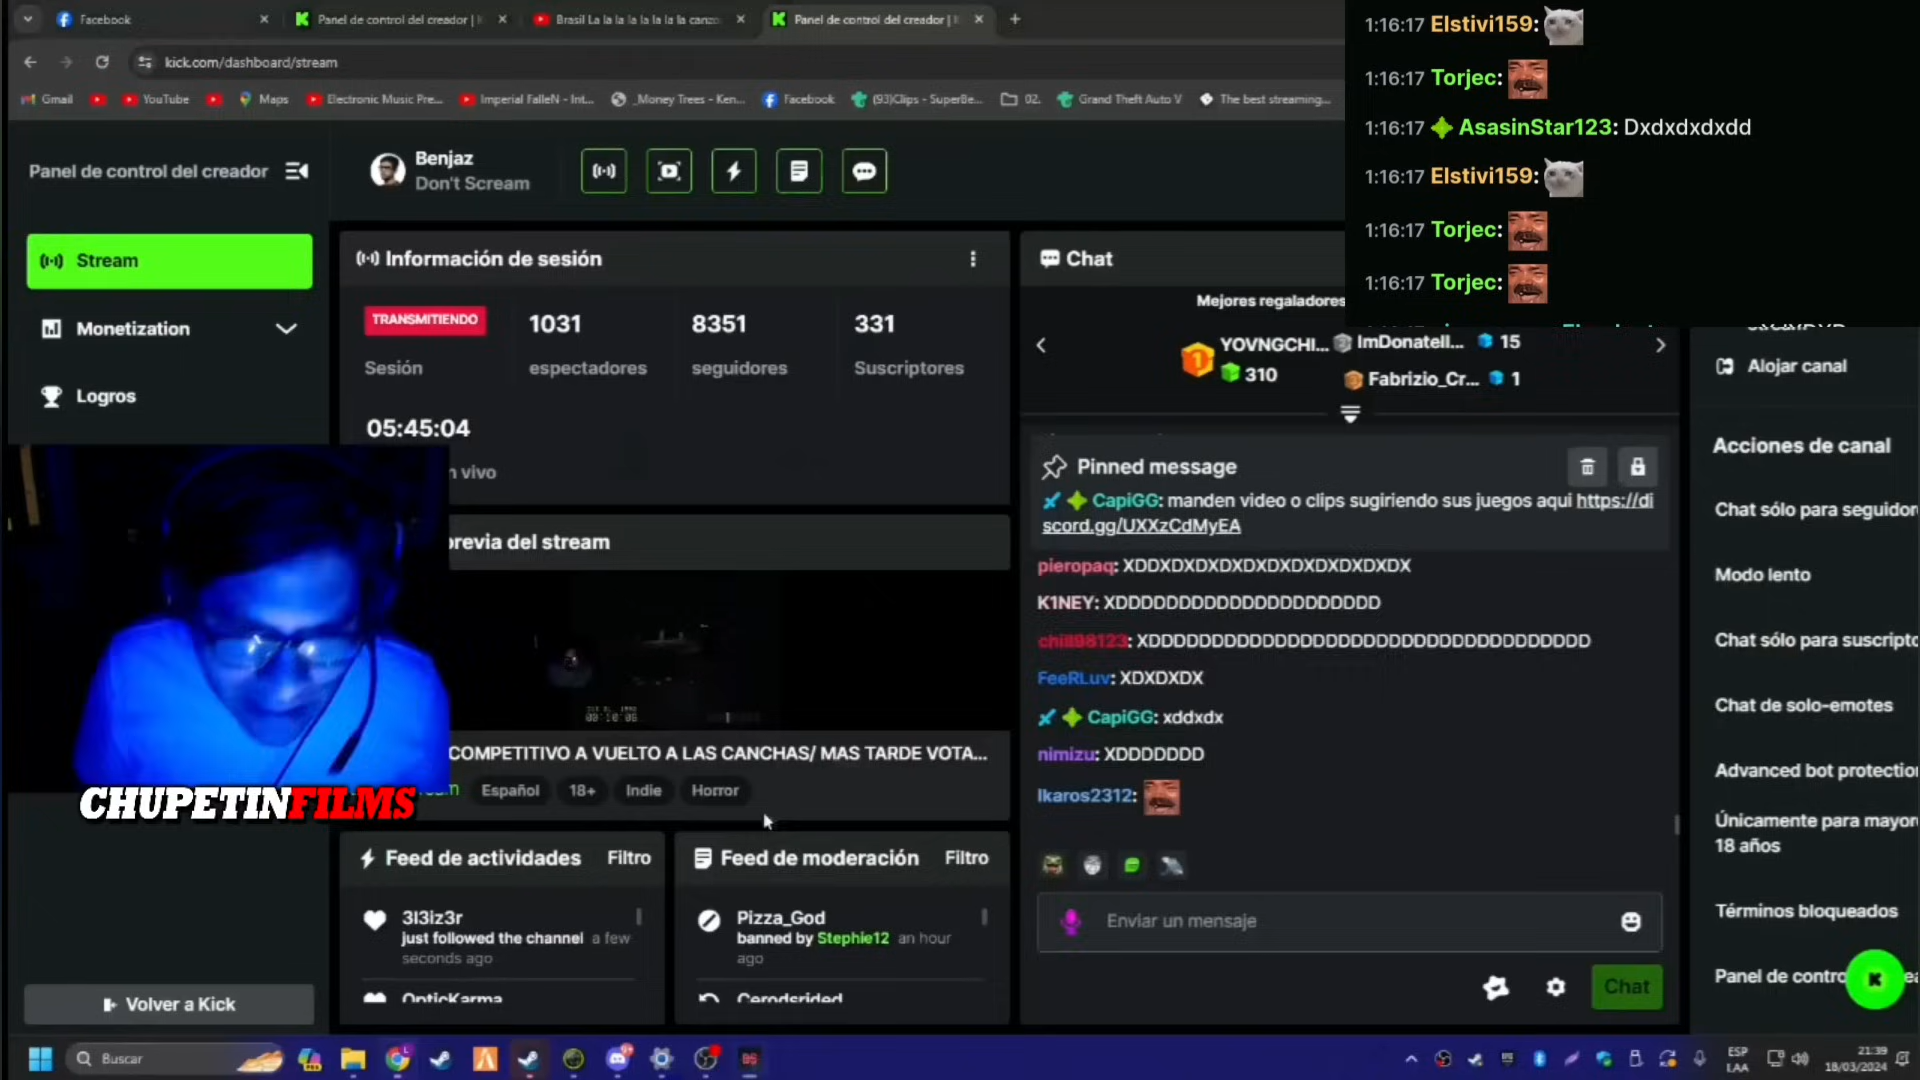 Facebook
Panel de control del creador |
Brasil La la la la la la la la canzo
Panel de control del creador |
kick.com/dashboard/stream
Gmail
YouTube
Maps
Electronic Music Pre...
Imperial FalleN - Int...
_Money Trees - Ken...
Facebook
(93)Clips - SuperBe...
02.
Grand Theft Auto V
The best streaming...
1:16:17 Elstivi159:
1:16:17 Torjec:
1:16:17 AsasinStar123: Dxdxdxdxdd
1:16:17 Elstivi159:
1:16:17 Torjec:
1:16:17 Torjec:
Panel de control del creador
Benjaz
Don't Scream
Stream
Monetization
Logros
Volver a Kick
Información de sesión
TRANSMITIENDO
Sesión
1031
espectadores
8351
seguidores
331
Suscriptores
05:45:04
n vivo
previa del stream
COMPETITIVO A VUELTO A LAS CANCHAS/ MAS TARDE VOTA...
Español
18+
Indie
Horror
CHUPETINFILMS
Feed de actividades
Filtro
3l3iz3r
just followed the channel a few
seconds ago
OpticKarma
Feed de moderación
Filtro
Pizza_God
banned by Stephie12 an hour
ago
Cerodsrided
Chat
Mejores regaladores
YOVNGCHI...
310
ImDonatell... 15
Fabrizio_Cr... 1
Pinned message
CapiGG: manden video o clips sugiriendo sus juegos aqui https://di
scord.gg/UXXzCdMyEA
pieropaq: XDDXDXDXDXDXDXDXDXDXDX
K1NEY: XDDDDDDDDDDDDDDDDDDDDD
chill98123: XDDDDDDDDDDDDDDDDDDDDDDDDDDDDDDDDDDD
FeeRLuv: XDXDXDX
CapiGG: xddxdx
nimizu: XDDDDDDD
Ikaros2312:
Enviar un mensaje
Chat
Alojar canal
Acciones de canal
Chat sólo para seguidor
Modo lento
Chat sólo para suscripto
Chat de solo-emotes
Advanced bot protection
Únicamente para mayor
18 años
Términos bloqueados
Panel de contro
Buscar
ESP
LAA
21:39
18/03/2024